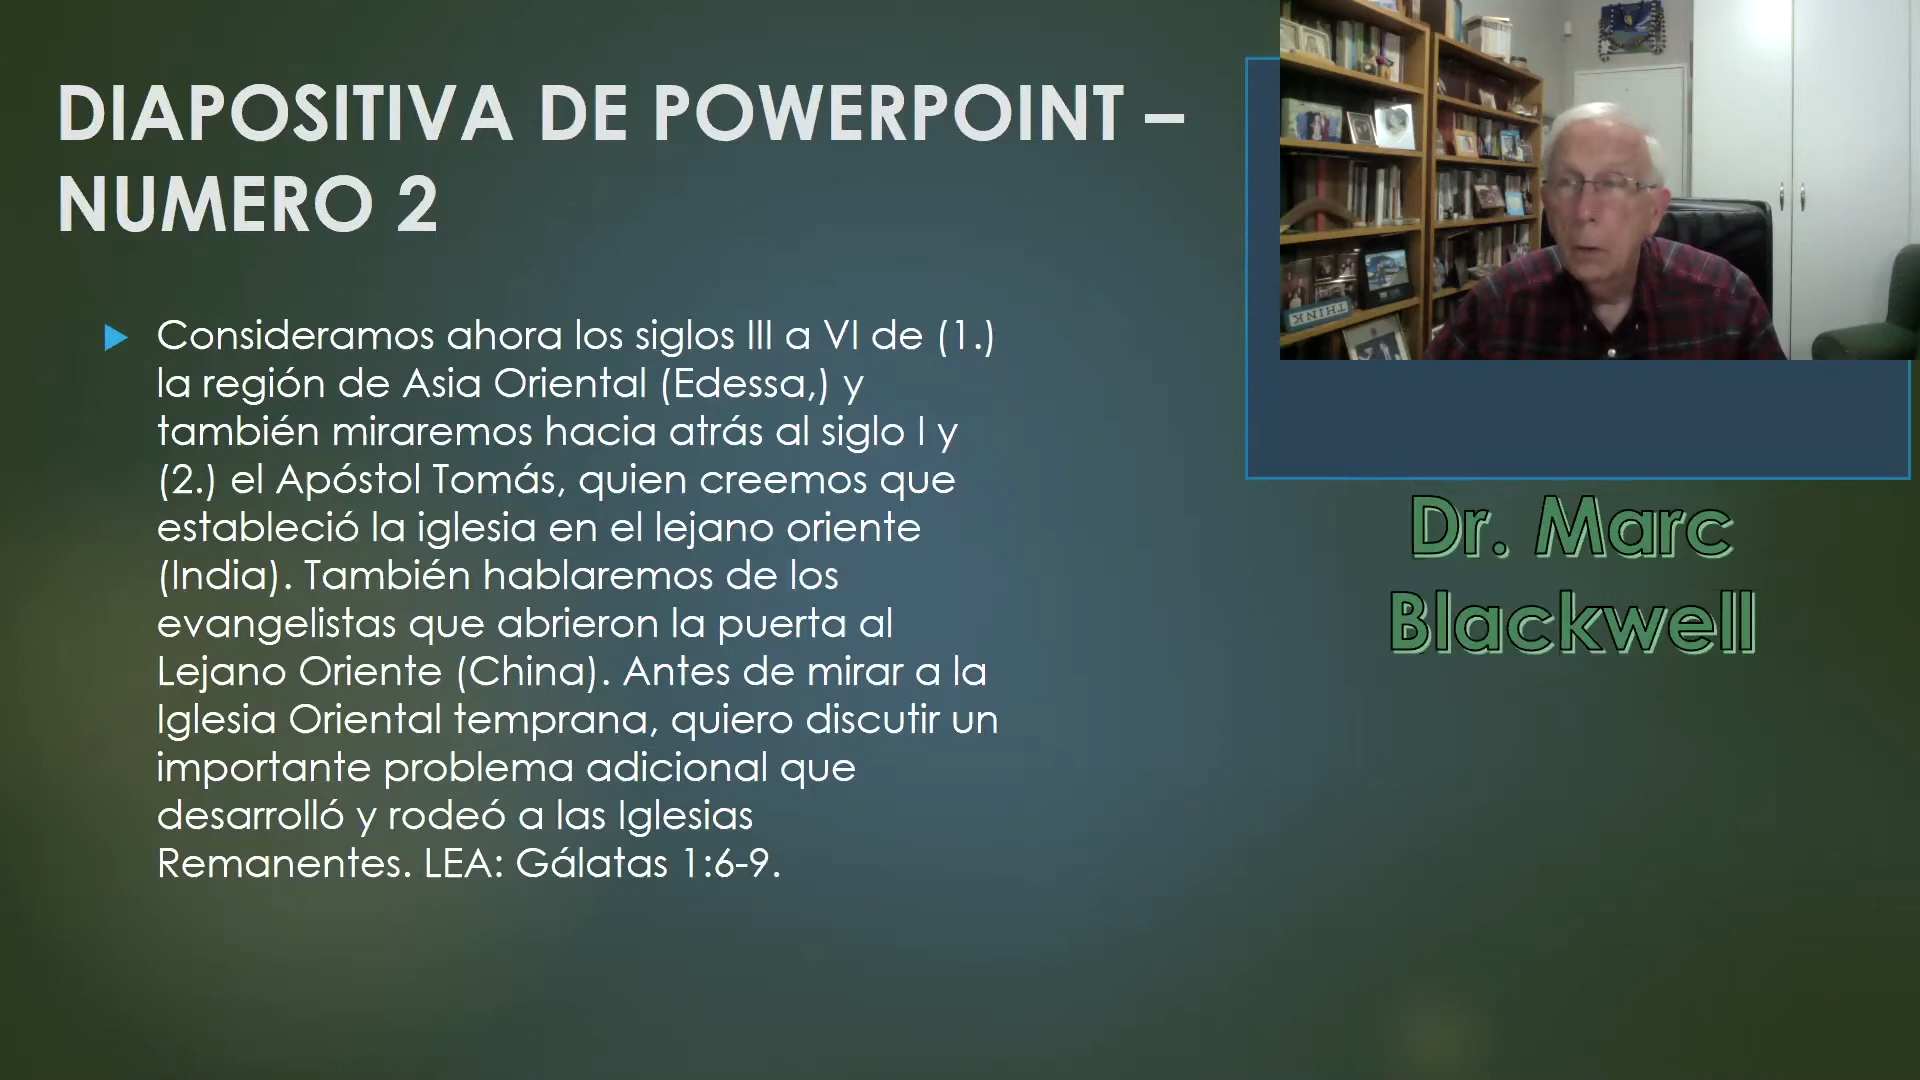 DIAPOSITIVA DE POWERPOINT –
NUMERO 2
Consideramos ahora los siglos III a VI de (1.)
la región de Asia Oriental (Edessa,) y
también miraremos hacia atrás al siglo I y
(2.) el Apóstol Tomás, quien creemos que
estableció la iglesia en el lejano oriente
(India). También hablaremos de los
evangelistas que abrieron la puerta al
Lejano Oriente (China). Antes de mirar a la
Iglesia Oriental temprana, quiero discutir un
importante problema adicional que
desarrolló y rodeó a las Iglesias
Remanentes. LEA: Gálatas 1:6-9.
THINK
Dr. Marc
Blackwell